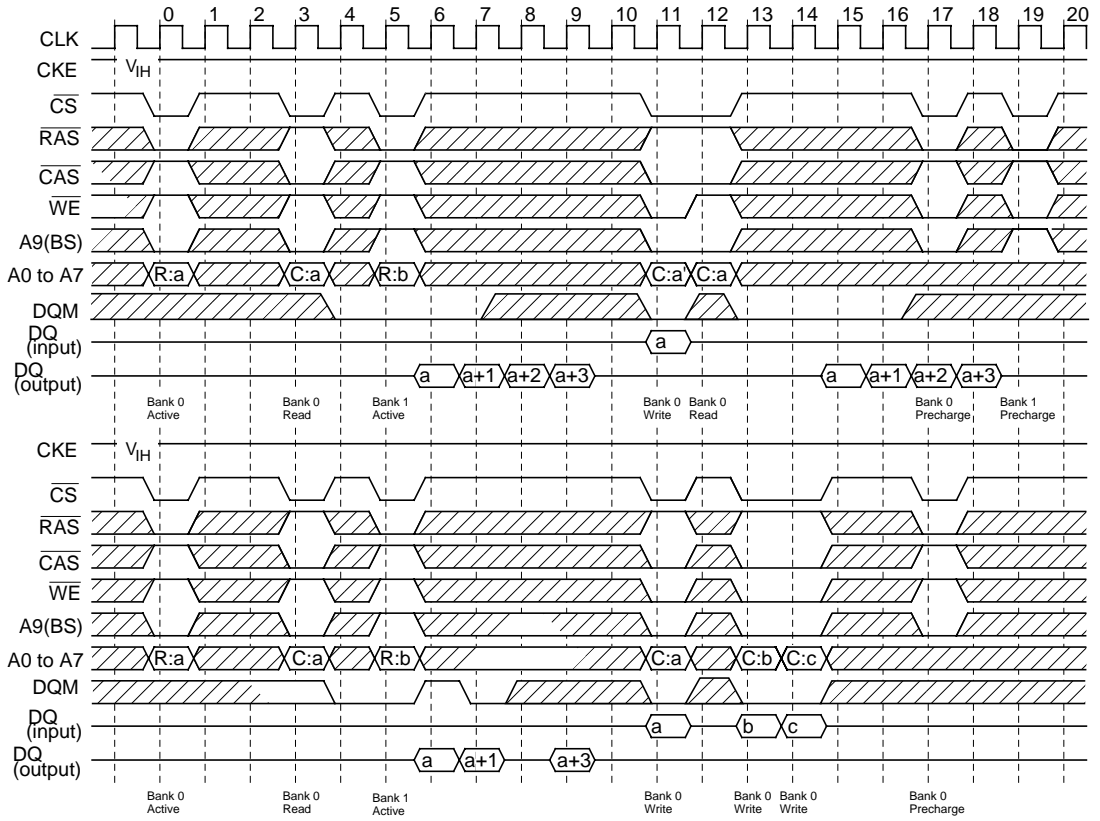 0 1 2 3 4 5 6 7 8 9 10 11 12 13 14 15 16 17 18 19 20
CLK
CKE VIH
CS
RAS
CAS
WE
A9(BS)
A0 to A7 R:a C:a R:b C:a' C:a
DQM
DQ
(input) a
DQ
(output) a a+1 a+2 a+3 a a+1 a+2 a+3
Bank 0 Bank 0 Bank 1 Bank 0 Bank 0 Bank 0 Bank 1
Active Read Active Write Read Precharge Precharge
CKE VIH
CS
RAS
CAS
WE
A9(BS)
A0 to A7 R:a C:a R:b C:a C:b C:c
DQM
DQ
(input) a b c
DQ
(output) a a+1 a+3
Bank 0 Bank 0 Bank 1 Bank 0 Bank 0 Bank 0 Bank 0
Active Read Active Write Write Write Precharge